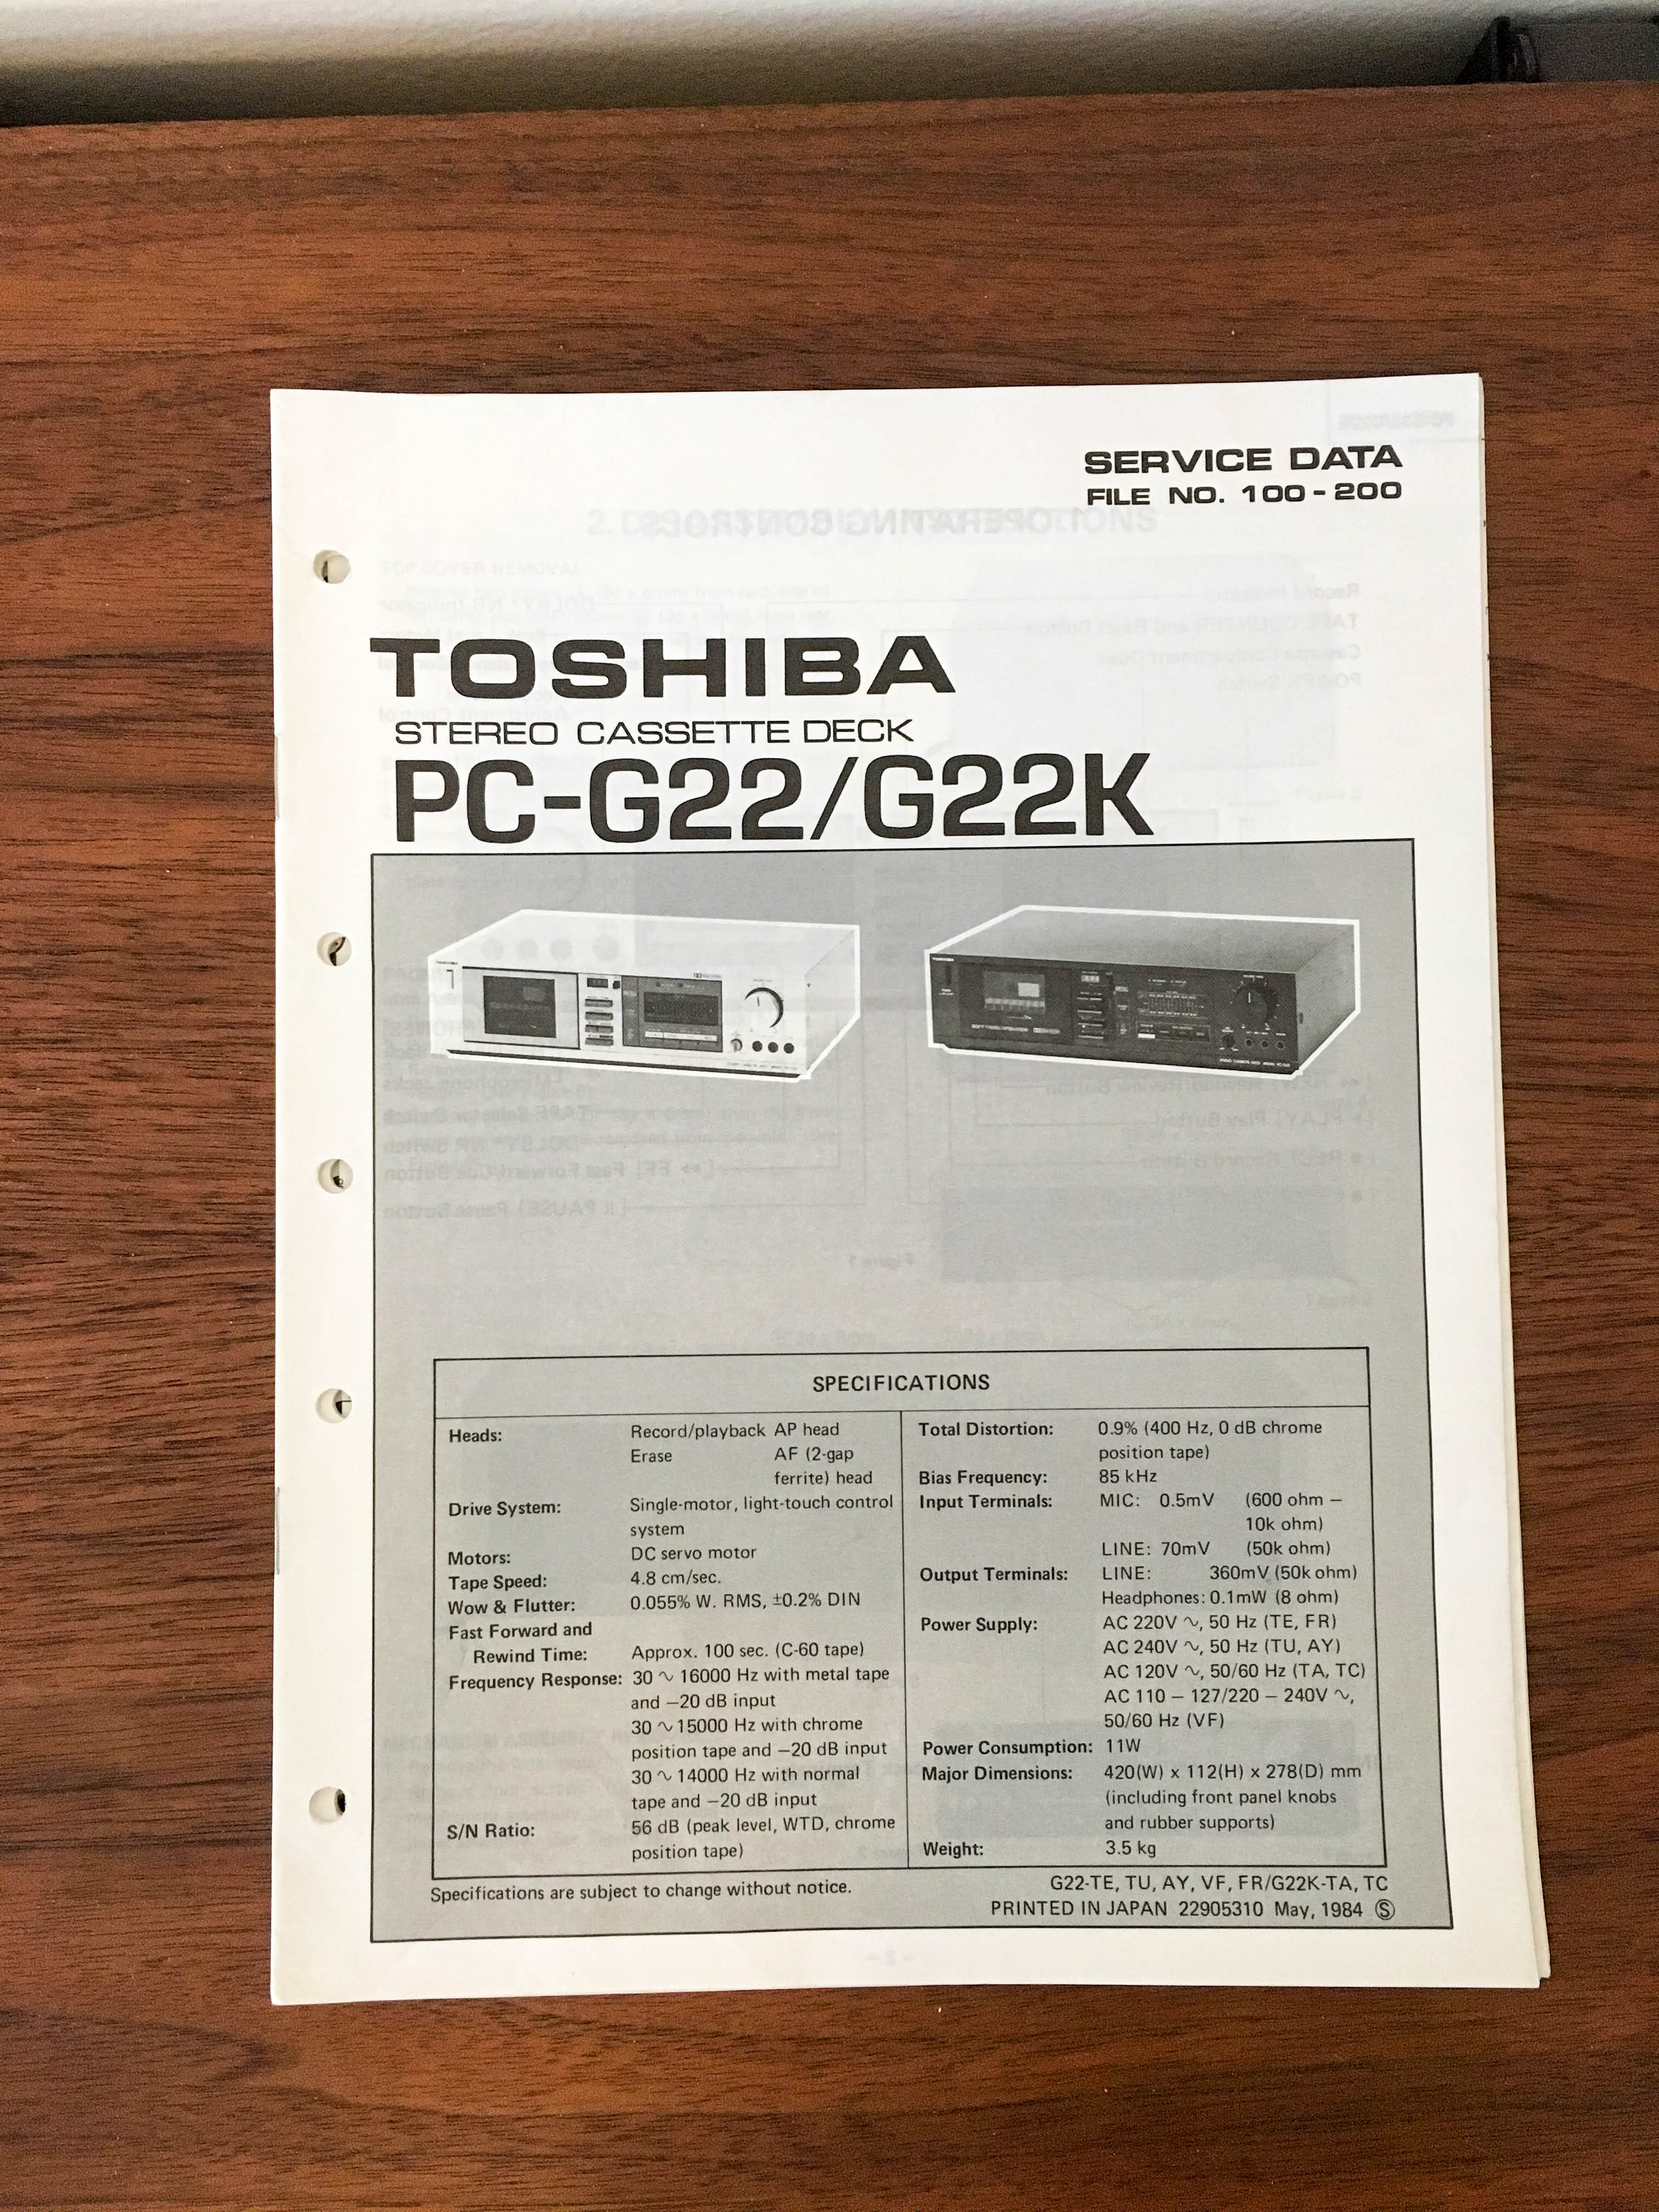 SERVICE DATA
FILE NO. 100-200
TOSHIBA
STEREO CASSETTE DECK
PC-G22/G22K
SPECIFICATIONS
Heads: Record/playback AP head
Erase AF (2-gap
ferrite) head
Drive System: Single-motor, light-touch control
system
Motors: DC servo motor
Tape Speed: 4.8 cm/sec.
Wow & Flutter: 0.055% W. RMS, ±0.2% DIN
Fast Forward and
Rewind Time: Approx. 100 sec. (C-60 tape)
Frequency Response: 30 ∿ 16000 Hz with metal tape
and −20 dB input
30 ∿ 15000 Hz with chrome
position tape and −20 dB input
30 ∿ 14000 Hz with normal
tape and −20 dB input
S/N Ratio: 56 dB (peak level, WTD, chrome
position tape)
Total Distortion: 0.9% (400 Hz, 0 dB chrome
position tape)
Bias Frequency: 85 kHz
Input Terminals: MIC: 0.5mV (600 ohm −
10k ohm)
LINE: 70mV (50k ohm)
Output Terminals: LINE: 360mV (50k ohm)
Headphones: 0.1mW (8 ohm)
Power Supply: AC 220V ∿, 50 Hz (TE, FR)
AC 240V ∿, 50 Hz (TU, AY)
AC 120V ∿, 50/60 Hz (TA, TC)
AC 110 − 127/220 − 240V ∿,
50/60 Hz (VF)
Power Consumption: 11W
Major Dimensions: 420(W) x 112(H) x 278(D) mm
(including front panel knobs
and rubber supports)
Weight: 3.5 kg
Specifications are subject to change without notice.
G22-TE, TU, AY, VF, FR/G22K-TA, TC
PRINTED IN JAPAN 22905310 May, 1984 Ⓢ